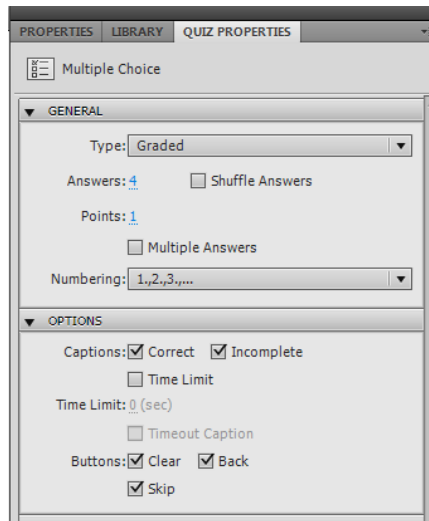 PROPERTIES LIBRARY QUIZ PROPERTIES
Multiple Choice
GENERAL
Type: Graded
Answers: 4 Shuffle Answers
Points: 1
Multiple Answers
Numbering: 1.,2.,3.,...
OPTIONS
Captions: Correct Incomplete
Time Limit
Time Limit: 0 (sec)
Timeout Caption
Buttons: Clear Back
Skip